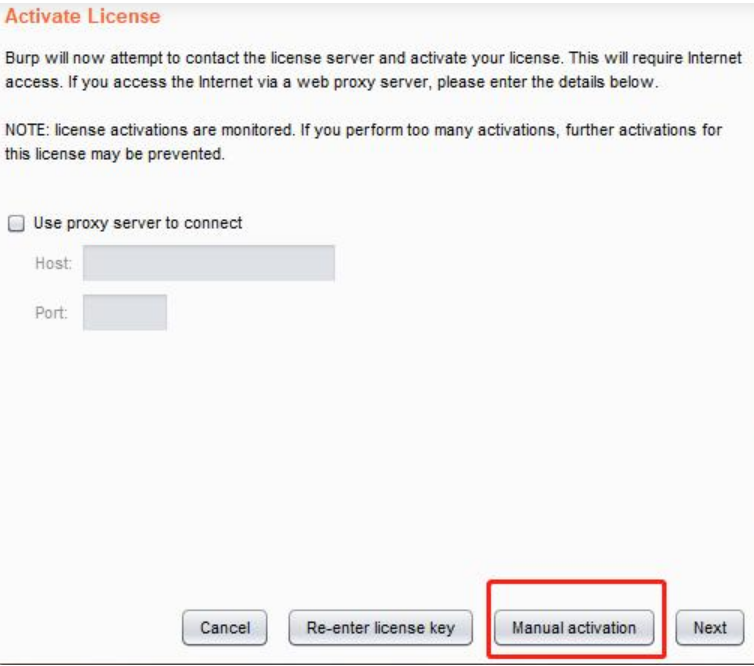 Activate License
Burp will now attempt to contact the license server and activate your license. This will require Internet
access. If you access the Internet via a web proxy server, please enter the details below.
NOTE: license activations are monitored. If you perform too many activations, further activations for
this license may be prevented.
Use proxy server to connect
Host:
Port:
Cancel Re-enter license key Manual activation Next